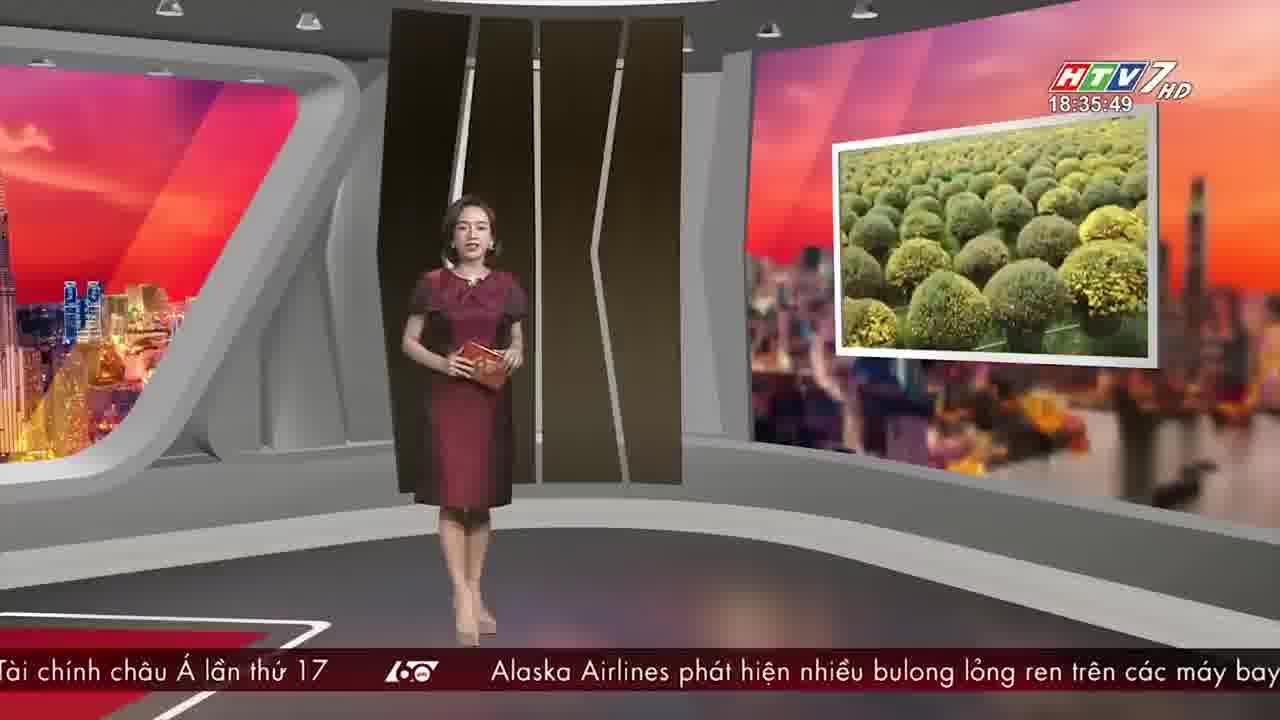 HTV7 HD
18:35:49
Tài chính châu Á lần thứ 17 60 Alaska Airlines phát hiện nhiều bulong lỏng ren trên các máy bay